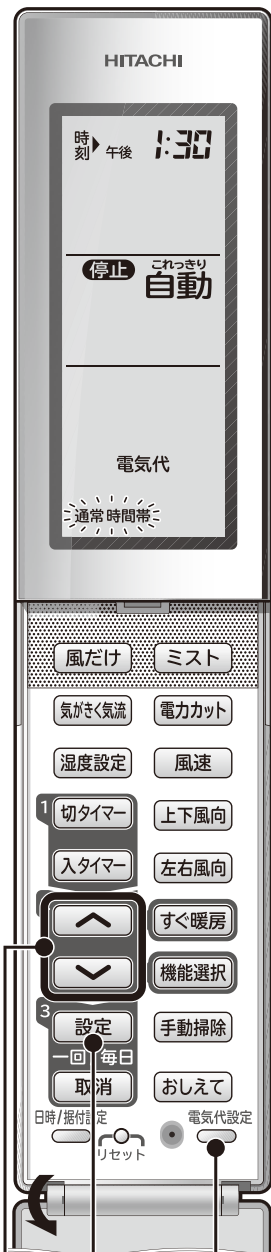 HITACHI
時刻 午後 1:30
停止 これっきり自動
電気代
通常時間帯
風だけ ミスト
気がきく気流 電力カット
湿度設定 風速
1 切タイマー 上下風向
入タイマー 左右風向
すぐ暖房
機能選択
3 設定 手動掃除
一回 毎日
取消 おしえて
日時/据付設定 電気代設定
リセット